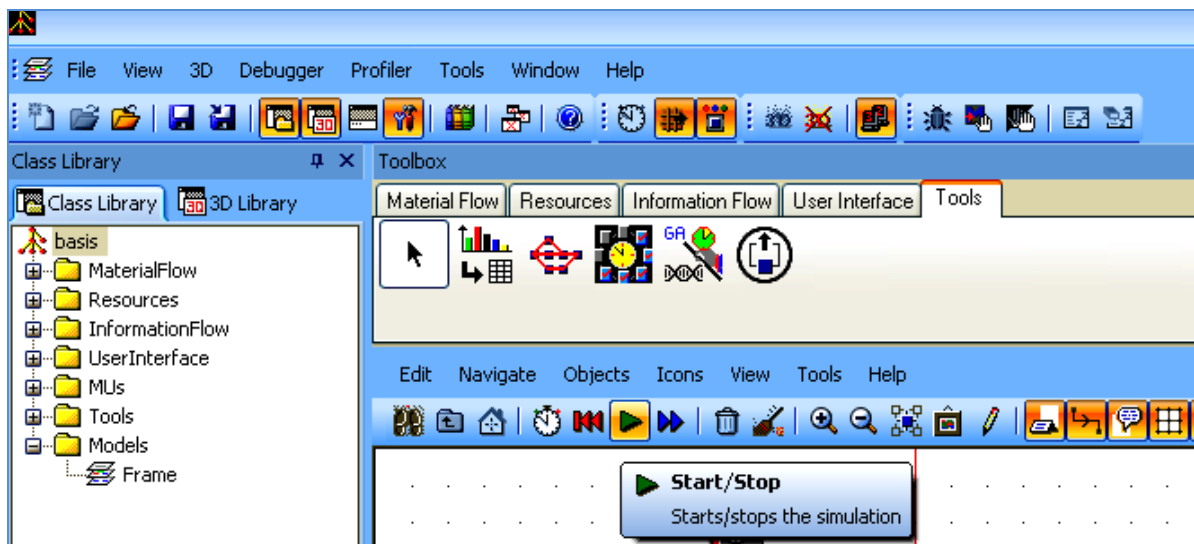 File View 3D Debugger Profiler Tools Window Help
Class Library
Toolbox
Class Library 3D Library
Material Flow Resources Information Flow User Interface Tools
basis
MaterialFlow
Resources
InformationFlow
UserInterface
MUs
Tools
Models
Frame
GA
Edit Navigate Objects Icons View Tools Help
Start/Stop
Starts/stops the simulation